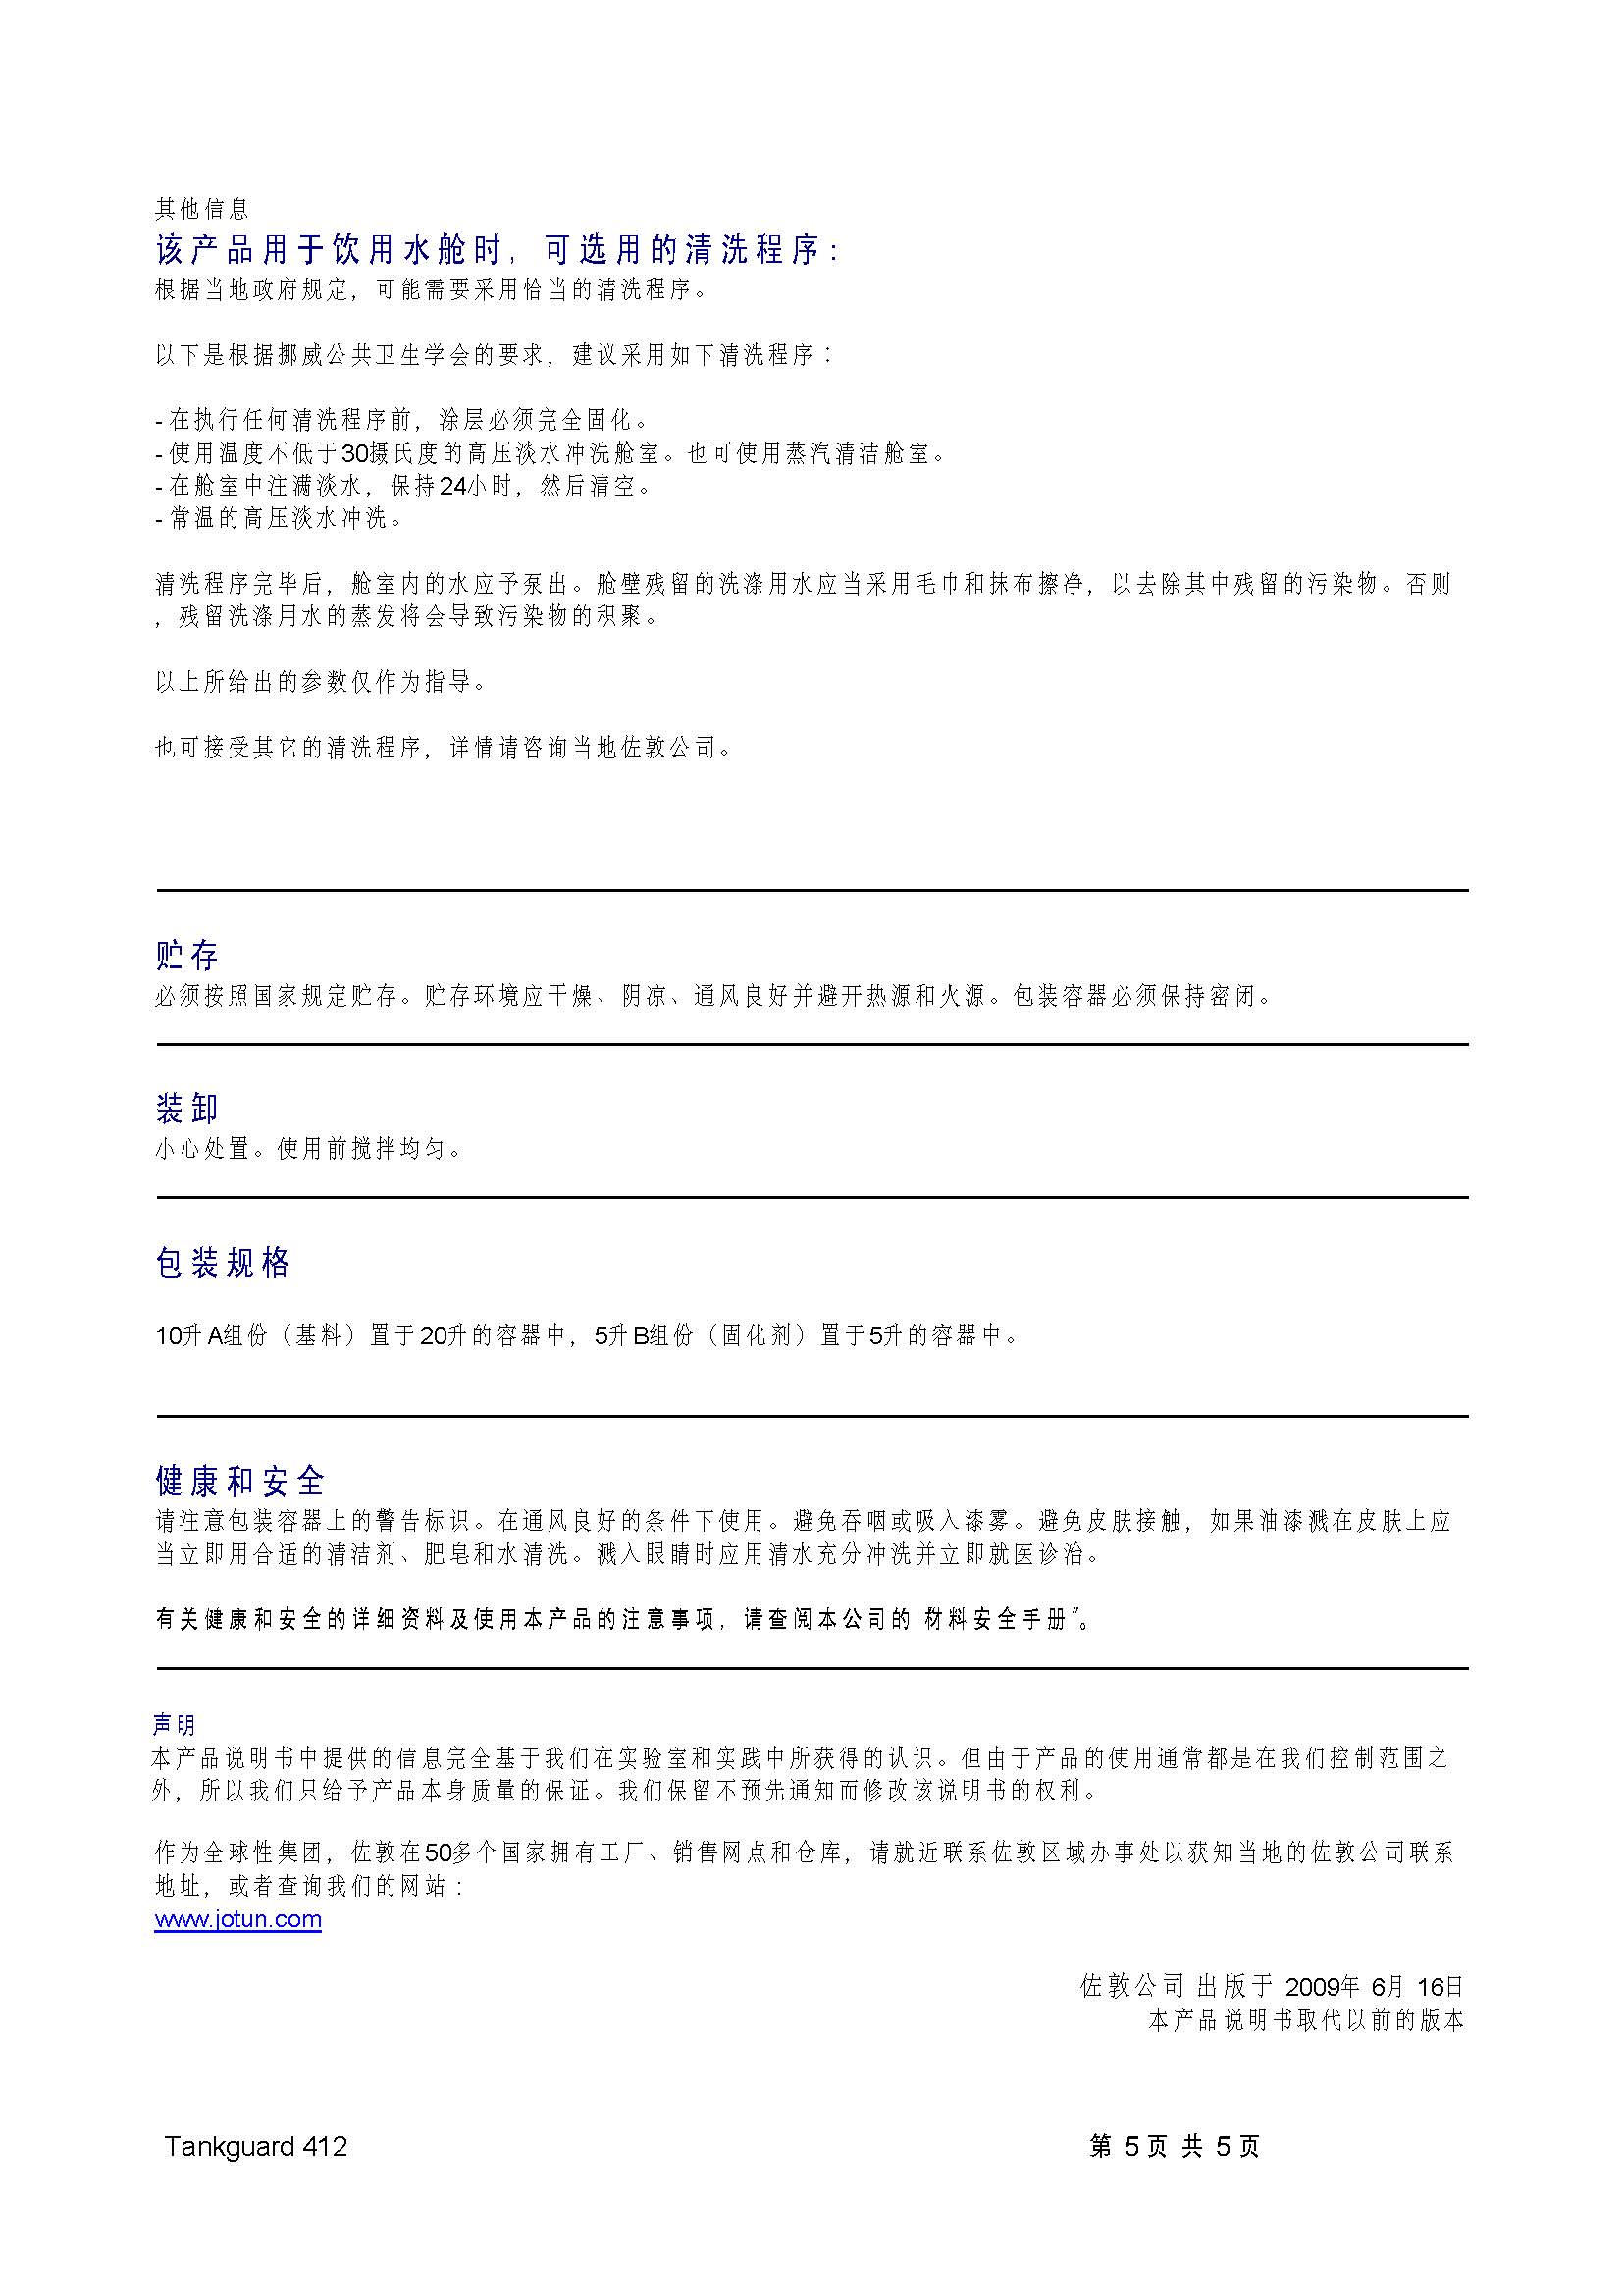 其他信息
该产品用于饮用水舱时，可选用的清洗程序：
根据当地政府规定，可能需要采用恰当的清洗程序。
以下是根据挪威公共卫生学会的要求，建议采用如下清洗程序：
- 在执行任何清洗程序前，涂层必须完全固化。
- 使用温度不低于30摄氏度的高压淡水冲洗舱室。也可使用蒸汽清洁舱室。
- 在舱室中注满淡水，保持24小时，然后清空。
- 常温的高压淡水冲洗。
清洗程序完毕后，舱室内的水应予泵出。舱壁残留的洗涤用水应当采用毛巾和抹布擦净，以去除其中残留的污染物。否则
，残留洗涤用水的蒸发将会导致污染物的积聚。
以上所给出的参数仅作为指导。
也可接受其它的清洗程序，详情请咨询当地佐敦公司。
贮存
必须按照国家规定贮存。贮存环境应干燥、阴凉、通风良好并避开热源和火源。包装容器必须保持密闭。
装卸
小心处置。使用前搅拌均匀。
包装规格
10升A组份（基料）置于20升的容器中，5升B组份（固化剂）置于5升的容器中。
健康和安全
请注意包装容器上的警告标识。在通风良好的条件下使用。避免吞咽或吸入漆雾。避免皮肤接触，如果油漆溅在皮肤上应
当立即用合适的清洁剂、肥皂和水清洗。溅入眼睛时应用清水充分冲洗并立即就医诊治。
有关健康和安全的详细资料及使用本产品的注意事项，请查阅本公司的 材料安全手册"。
声明
本产品说明书中提供的信息完全基于我们在实验室和实践中所获得的认识。但由于产品的使用通常都是在我们控制范围之
外，所以我们只给予产品本身质量的保证。我们保留不预先通知而修改该说明书的权利。
作为全球性集团，佐敦在50多个国家拥有工厂、销售网点和仓库，请就近联系佐敦区域办事处以获知当地的佐敦公司联系
地址，或者查询我们的网站：
www.jotun.com
佐敦公司 出版于 2009年 6月 16日
本产品说明书取代以前的版本
Tankguard 412 第 5 页 共 5 页